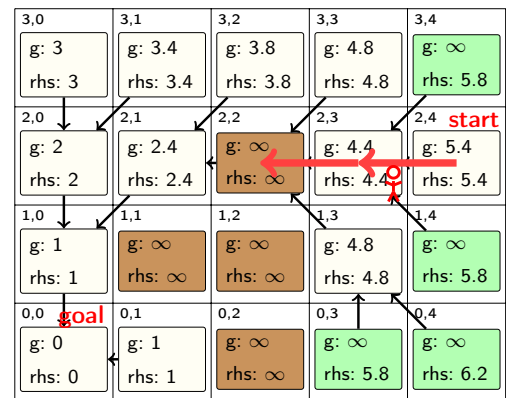 3,0 3,1 3,2 3,3 3,4
g: 3 g: 3.4 g: 3.8 g: 4.8 g: ∞
rhs: 3 rhs: 3.4 rhs: 3.8 rhs: 4.8 rhs: 5.8
2,0 2,1 2,2 2,3 2,4 start
g: 2 g: 2.4 g: ∞ g: 4.4 g: 5.4
rhs: 2 rhs: 2.4 rhs: ∞ rhs: 4.4 rhs: 5.4
1,0 1,1 1,2 1,3 1,4
g: 1 g: ∞ g: ∞ g: 4.8 g: ∞
rhs: 1 rhs: ∞ rhs: ∞ rhs: 4.8 rhs: 5.8
0,0 goal 0,1 0,2 0,3 0,4
g: 0 g: 1 g: ∞ g: ∞ g: ∞
rhs: 0 rhs: 1 rhs: ∞ rhs: 5.8 rhs: 6.2